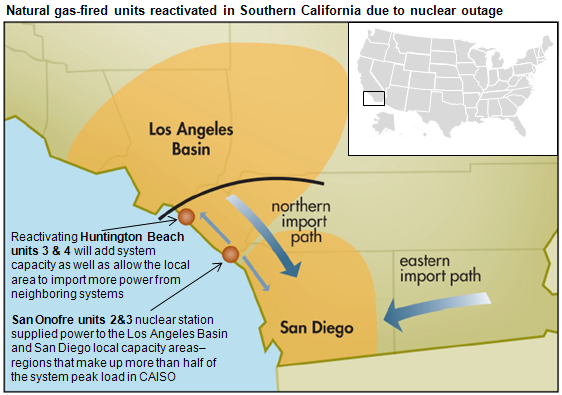 Natural gas-fired units reactivated in Southern California due to nuclear outage
Los Angeles
Basin
northern
import
path
eastern
import path
San Diego
Reactivating Huntington Beach
units 3 & 4 will add system
capacity as well as allow the local
area to import more power from
neighboring systems
San Onofre units 2&3 nuclear station
supplied power to the Los Angeles Basin
and San Diego local capacity areas–
regions that make up more than half of
the system peak load in CAISO